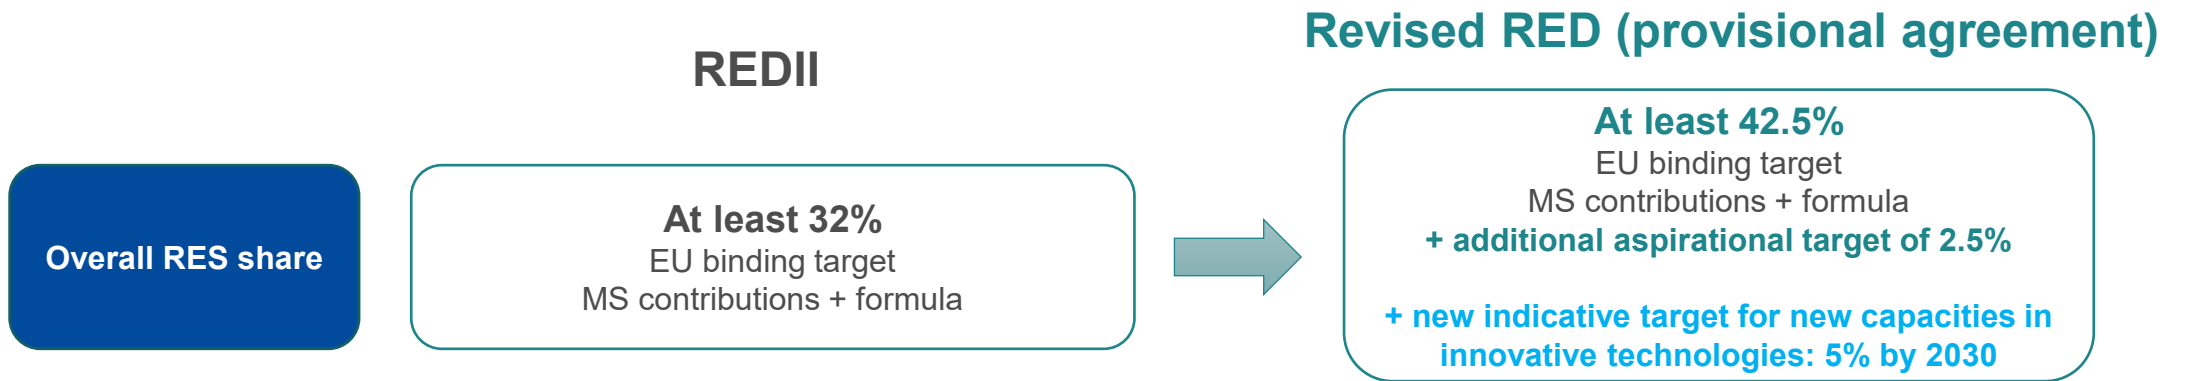 REDII
Revised RED (provisional agreement)
Overall RES share
At least 32%
EU binding target
MS contributions + formula
At least 42.5%
EU binding target
MS contributions + formula
+ additional aspirational target of 2.5%
+ new indicative target for new capacities in
innovative technologies: 5% by 2030